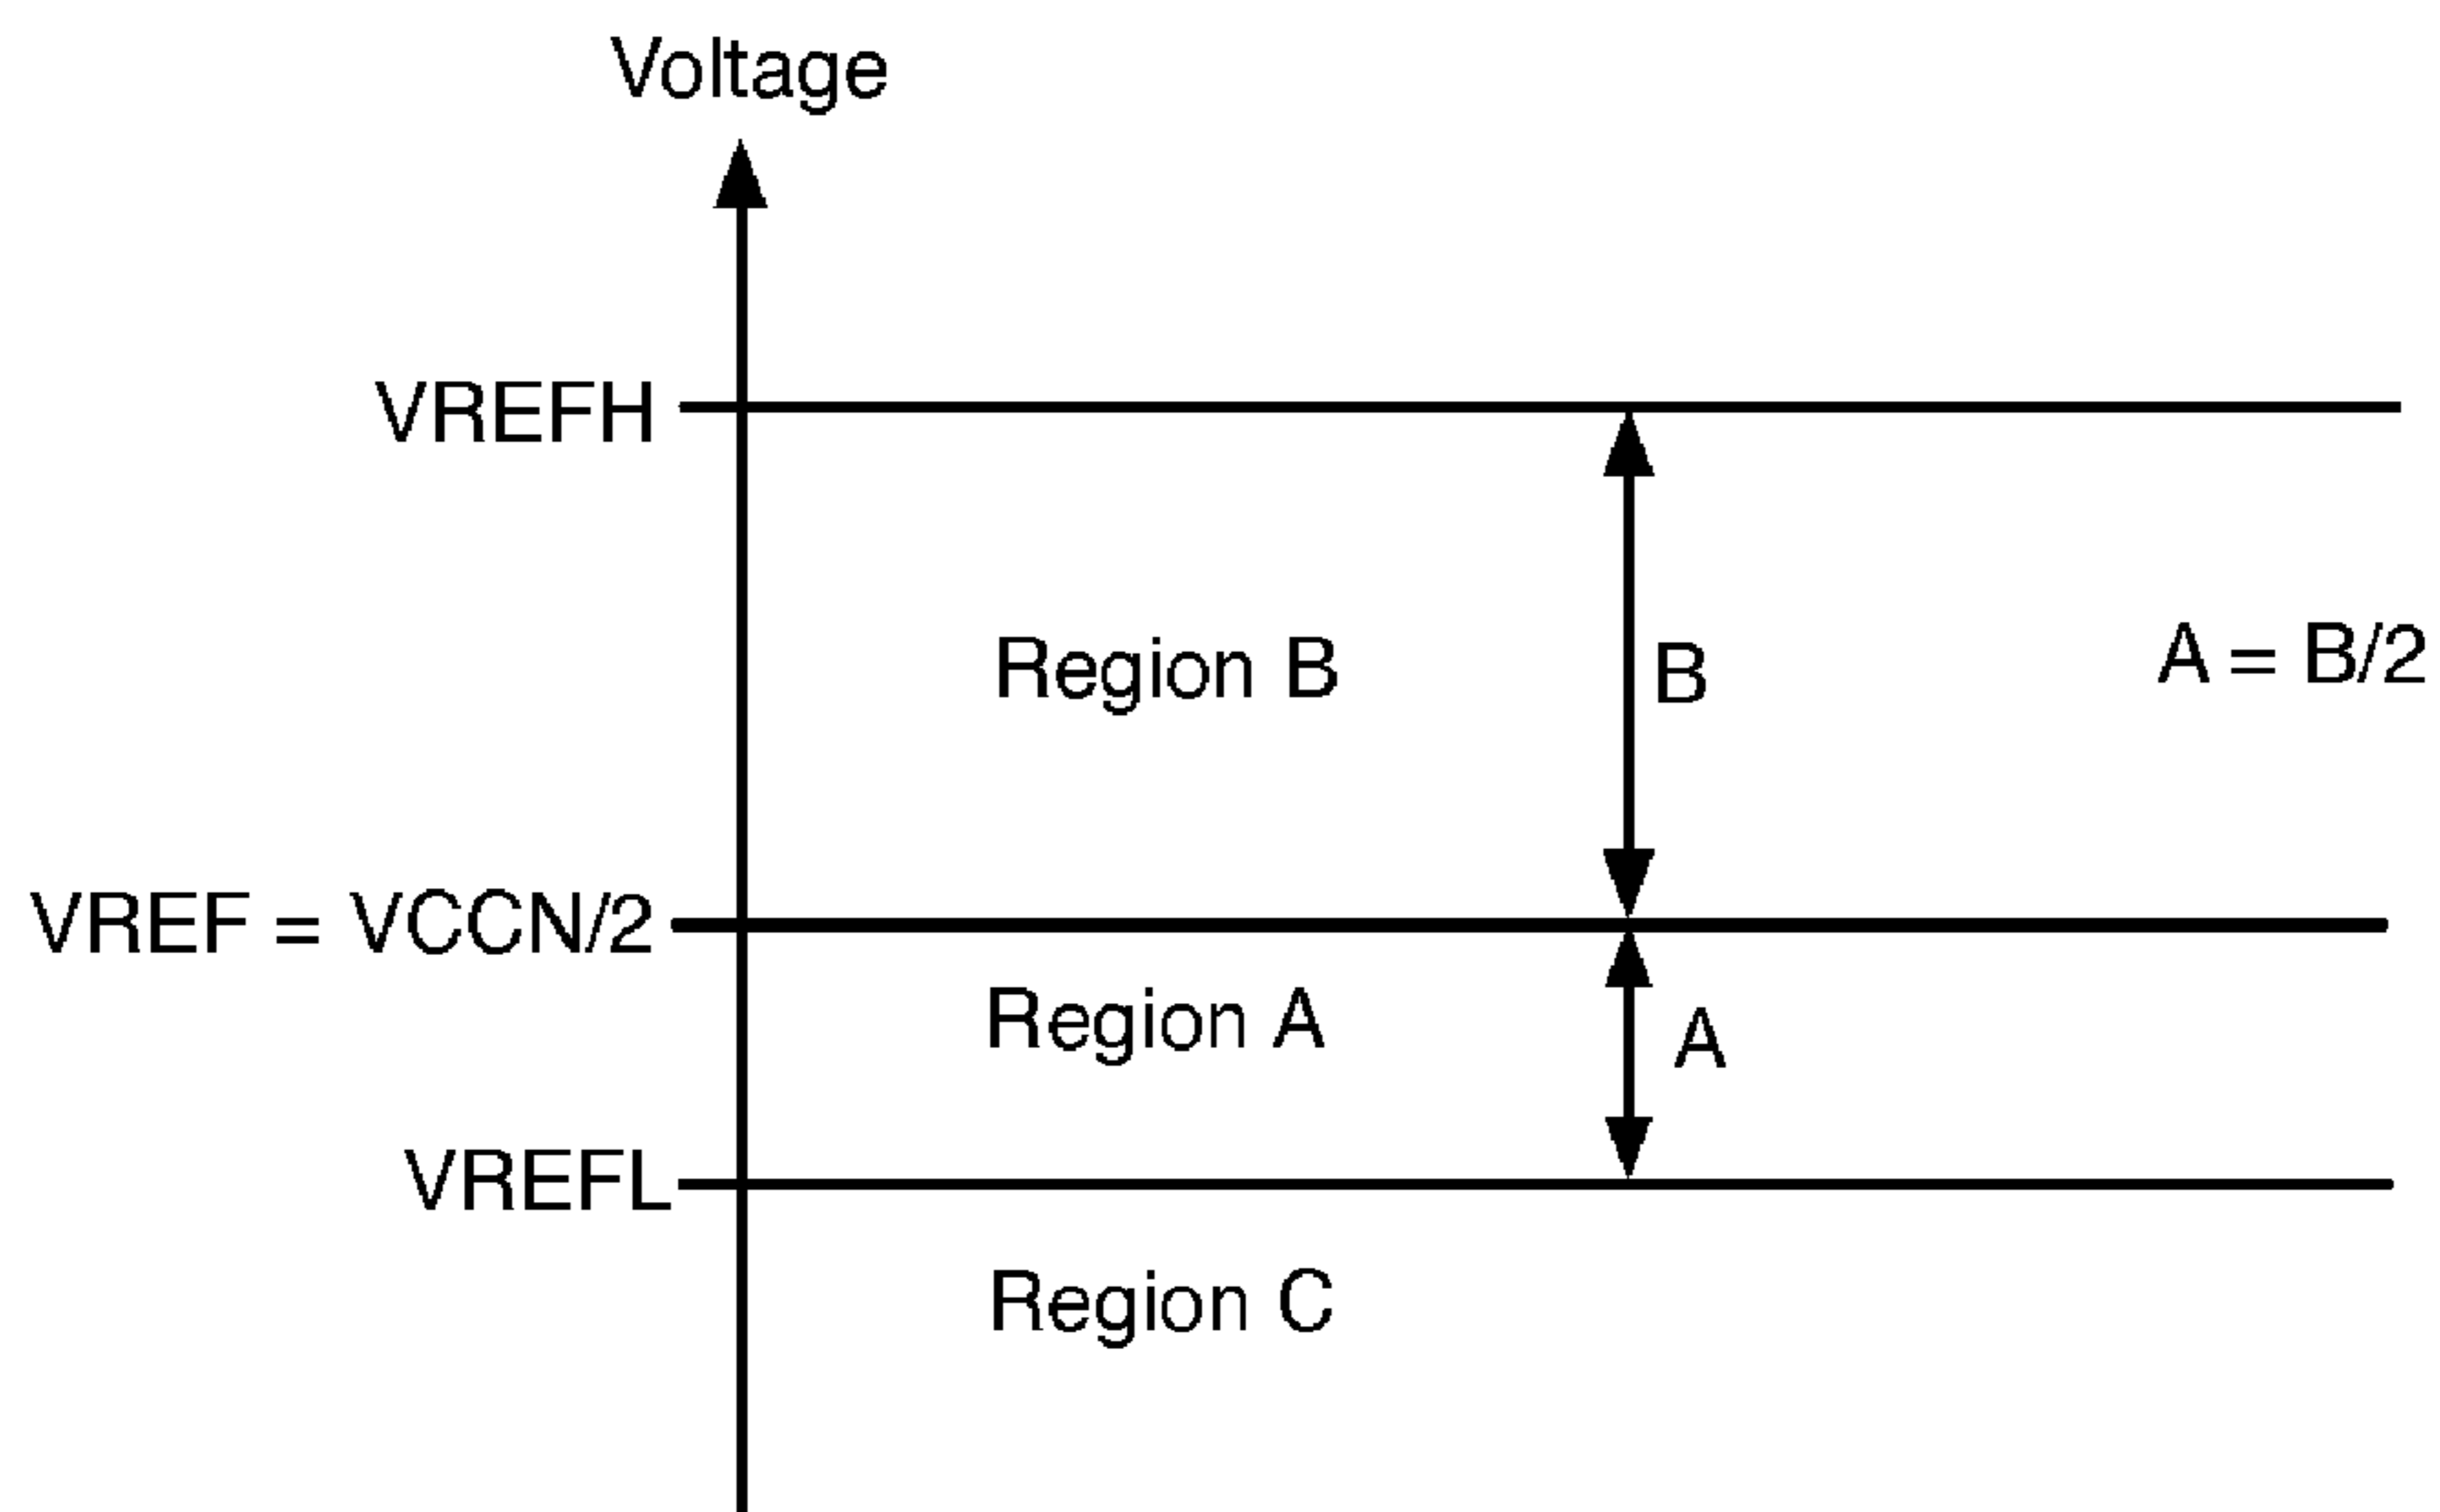 Voltage
VREFH
Region B
B
A = B/2
VREF = VCCN/2
Region A
A
VREFL
Region C